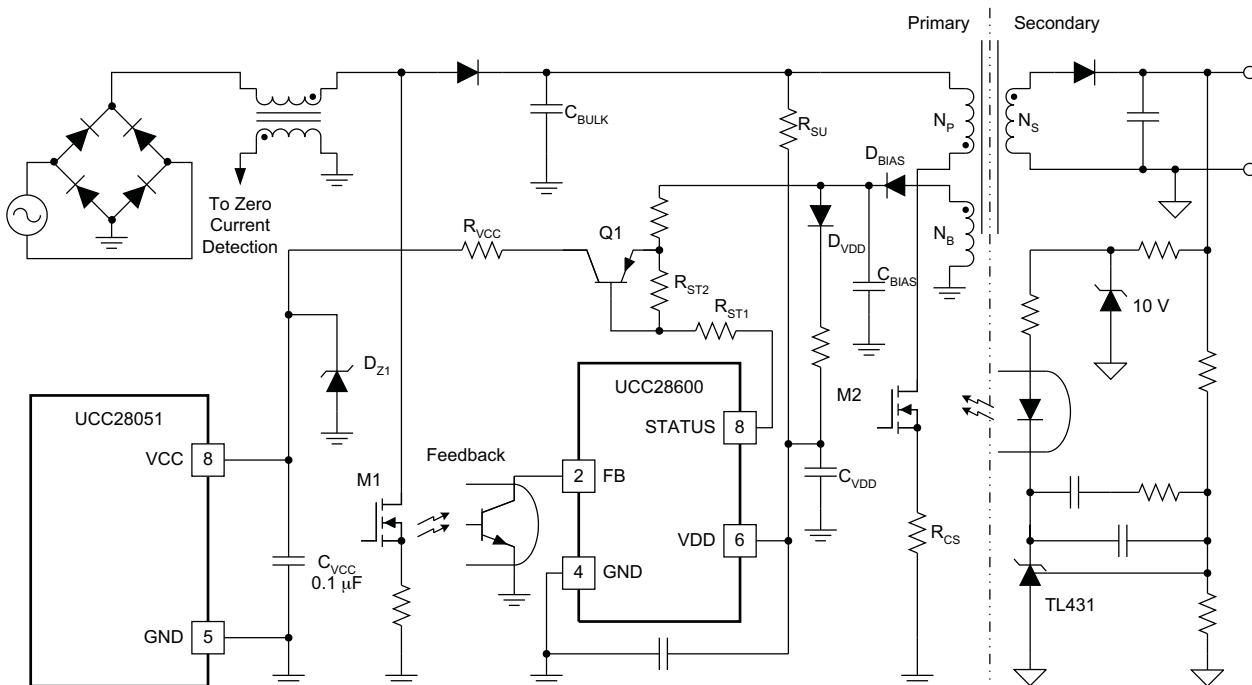 Primary
Secondary
C_BULK
R_SU
N_P
N_S
D_BIAS
To Zero
Current
Detection
R_VCC
Q1
D_VDD
N_B
C_BIAS
R_ST2
R_ST1
10 V
D_Z1
UCC28600
M2
UCC28051
STATUS
8
VCC
8
Feedback
M1
2
FB
C_VDD
VDD
6
R_CS
C_VCC
0.1 μF
4
GND
TL431
GND
5